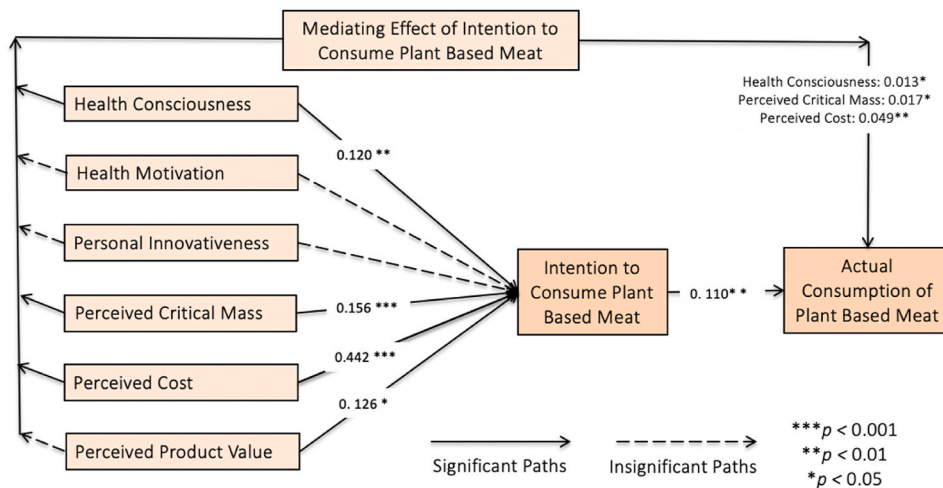 Mediating Effect of Intention to
Consume Plant Based Meat
Health Consciousness: 0.013*
Perceived Critical Mass: 0.017*
Perceived Cost: 0.049**
Health Consciousness
0.120 **
Health Motivation
Personal Innovativeness
Perceived Critical Mass
0.156 ***
Perceived Cost
0.442 ***
Perceived Product Value
0. 126 *
Intention to
Consume Plant
Based Meat
0. 110* *
Actual
Consumption of
Plant Based Meat
Significant Paths
Insignificant Paths
***p < 0.001
**p < 0.01
*p < 0.05